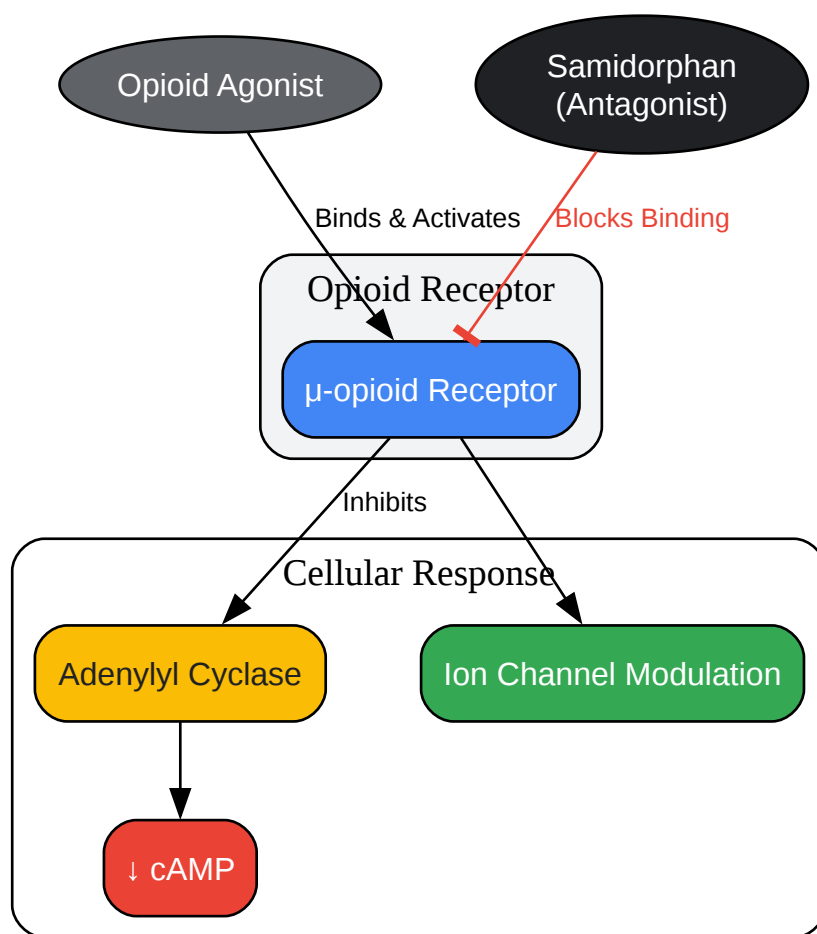 Opioid Agonist
Samidorphan
(Antagonist)
Binds & Activates
Blocks Binding
Opioid Receptor
μ-opioid Receptor
Inhibits
Cellular Response
Adenylyl Cyclase
Ion Channel Modulation
↓ cAMP